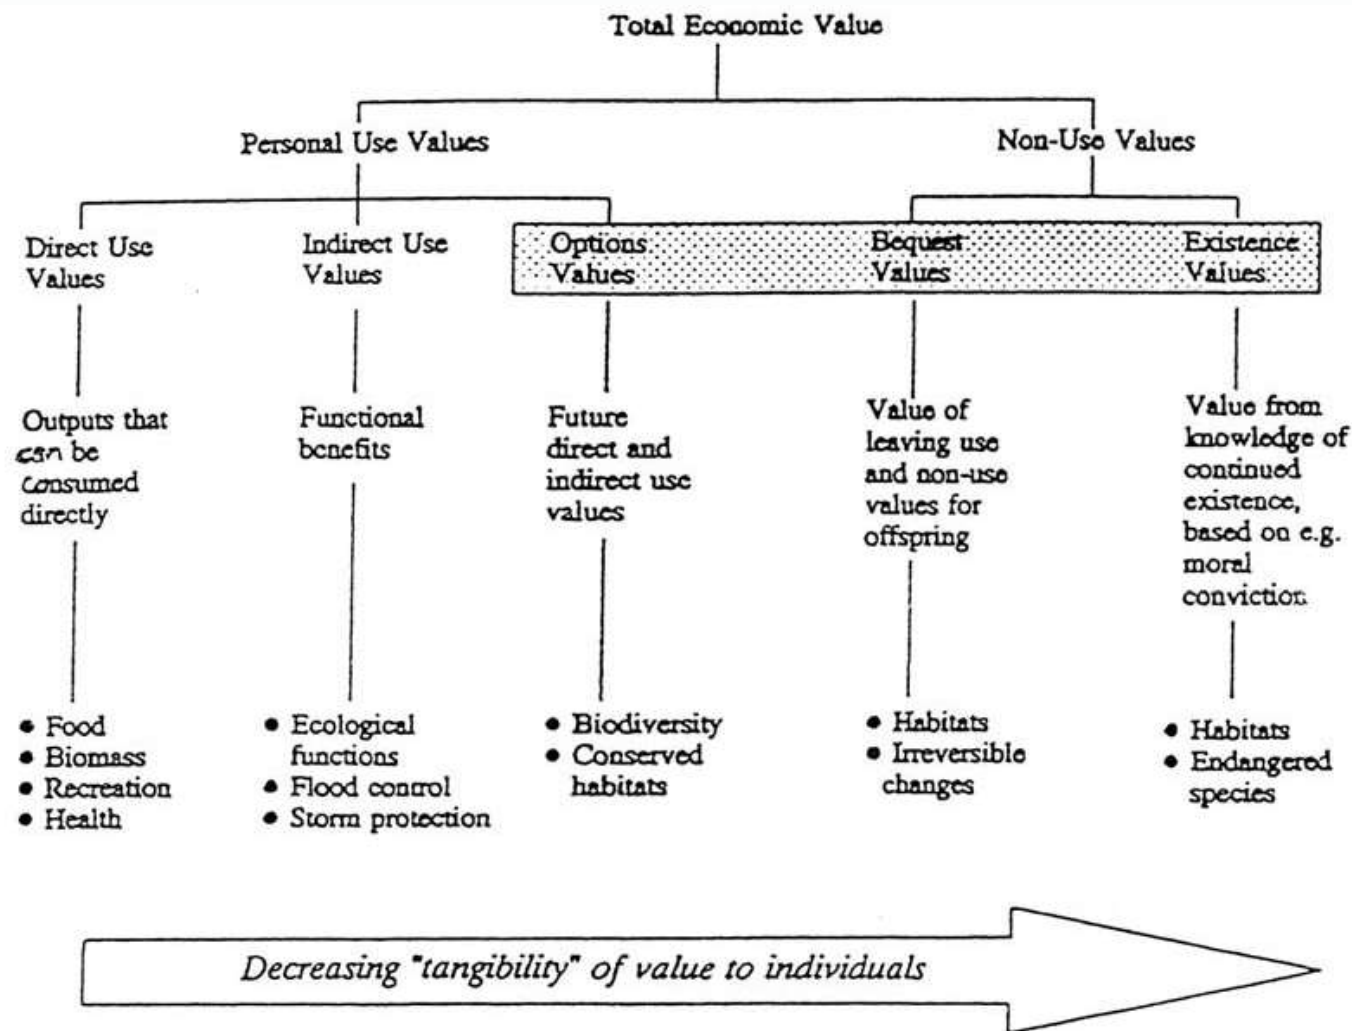 Total Economic Value
Personal Use Values
Non-Use Values
Direct Use
Values
Indirect Use
Values
Options
Values
Bequest
Values
Existence
Values
Outputs that
can be
consumed
directly
Functional
benefits
Future
direct and
indirect use
values
Value of
leaving use
and non-use
values for
offspring
Value from
knowledge of
continued
existence,
based on e.g.
moral
conviction
• Food
• Biomass
• Recreation
• Health
• Ecological
functions
• Flood control
• Storm protection
• Biodiversity
• Conserved
habitats
• Habitats
• Irreversible
changes
• Habitats
• Endangered
species
Decreasing "tangibility" of value to individuals